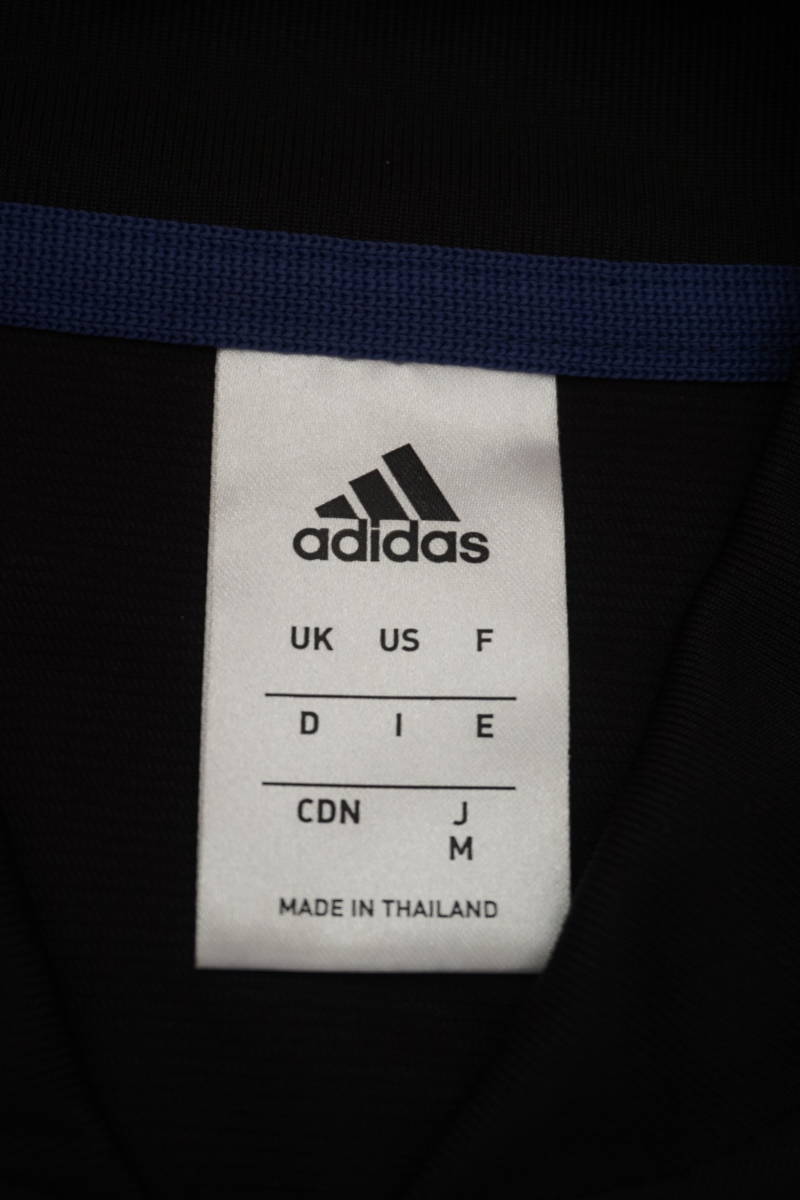 adidas
UK US F
D I E
CDN J
M
MADE IN THAILAND